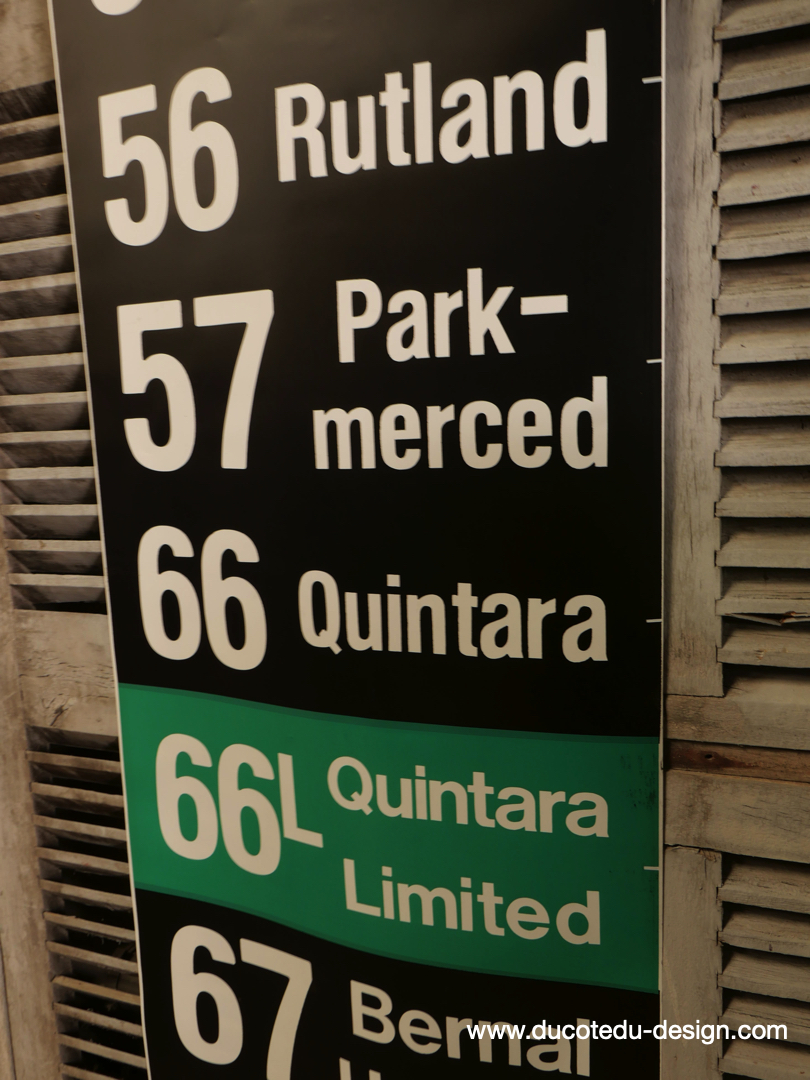 56 Rutland
57 Park-
merced
66 Quintara
66L Quintara
Limited
67 Bernal
www.ducotedu-design.com